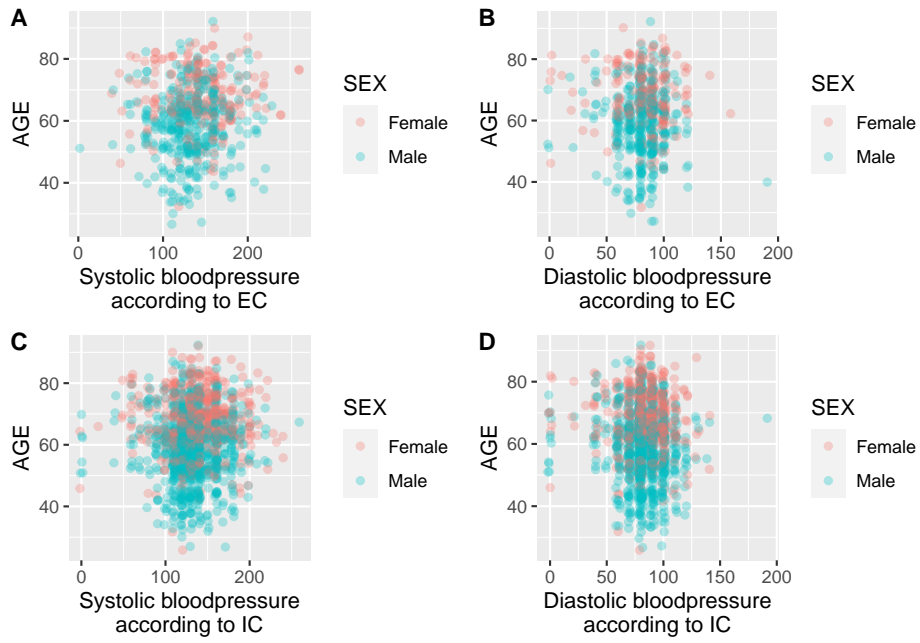 A
80
60
40
AGE
0 100 200
Systolic bloodpressure
according to EC
SEX
Female
Male
B
80
60
40
AGE
0 50 100 150 200
Diastolic bloodpressure
according to EC
SEX
Female
Male
C
80
60
40
AGE
0 100 200
Systolic bloodpressure
according to IC
SEX
Female
Male
D
80
60
40
AGE
0 50 100 150 200
Diastolic bloodpressure
according to IC
SEX
Female
Male